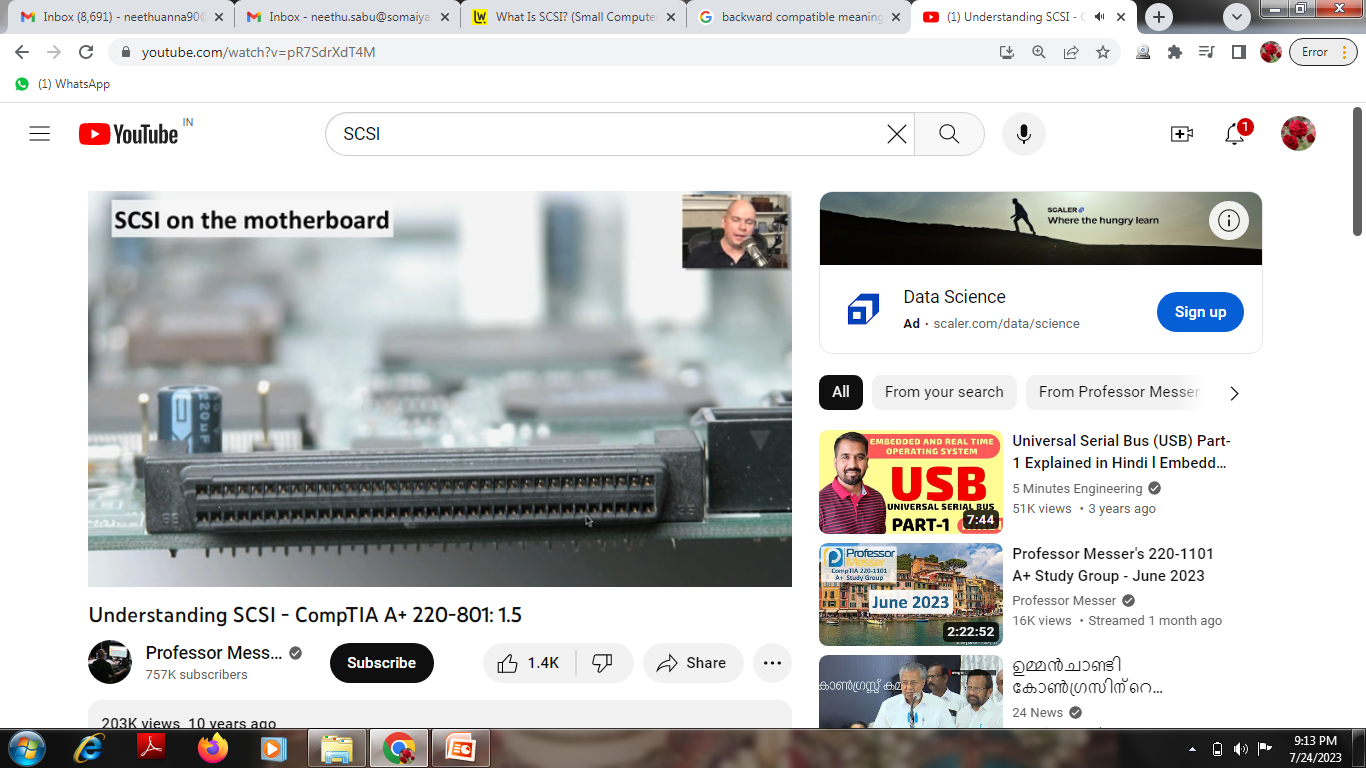 Inbox (8,691) - neethuanna90@
Inbox - neethu.sabu@somaiya
What Is SCSI? (Small Computer
backward compatible meaning
(1) Understanding SCSI - C
youtube.com/watch?v=pR7SdrXdT4M
Error
(1) WhatsApp
YouTube IN
SCSI
1
SCSI on the motherboard
220µF
SCALER
Where the hungry learn
Data Science
Ad · scaler.com/data/science
Sign up
All
From your search
From Professor Messer
EMBEDDED AND REAL TIME
OPERATING SYSTEM
USB
UNIVERSAL SERIAL BUS
PART-1
7:44
Universal Serial Bus (USB) Part-
1 Explained in Hindi l Embedd...
5 Minutes Engineering
51K views • 3 years ago
Professor
Messer
CompTIA 220-1101
A+ Study Group
June 2023
2:22:52
Professor Messer's 220-1101
A+ Study Group - June 2023
Professor Messer
16K views • Streamed 1 month ago
കോൺഗ്രസ്സ് കമ
ഉമ്മൻചാണ്ടി
കോൺഗ്രസിന്റെ...
24 News
Understanding SCSI - CompTIA A+ 220-801: 1.5
Professor Mess...
757K subscribers
Subscribe
1.4K
Share
203K views 10 years ago
9:13 PM
7/24/2023